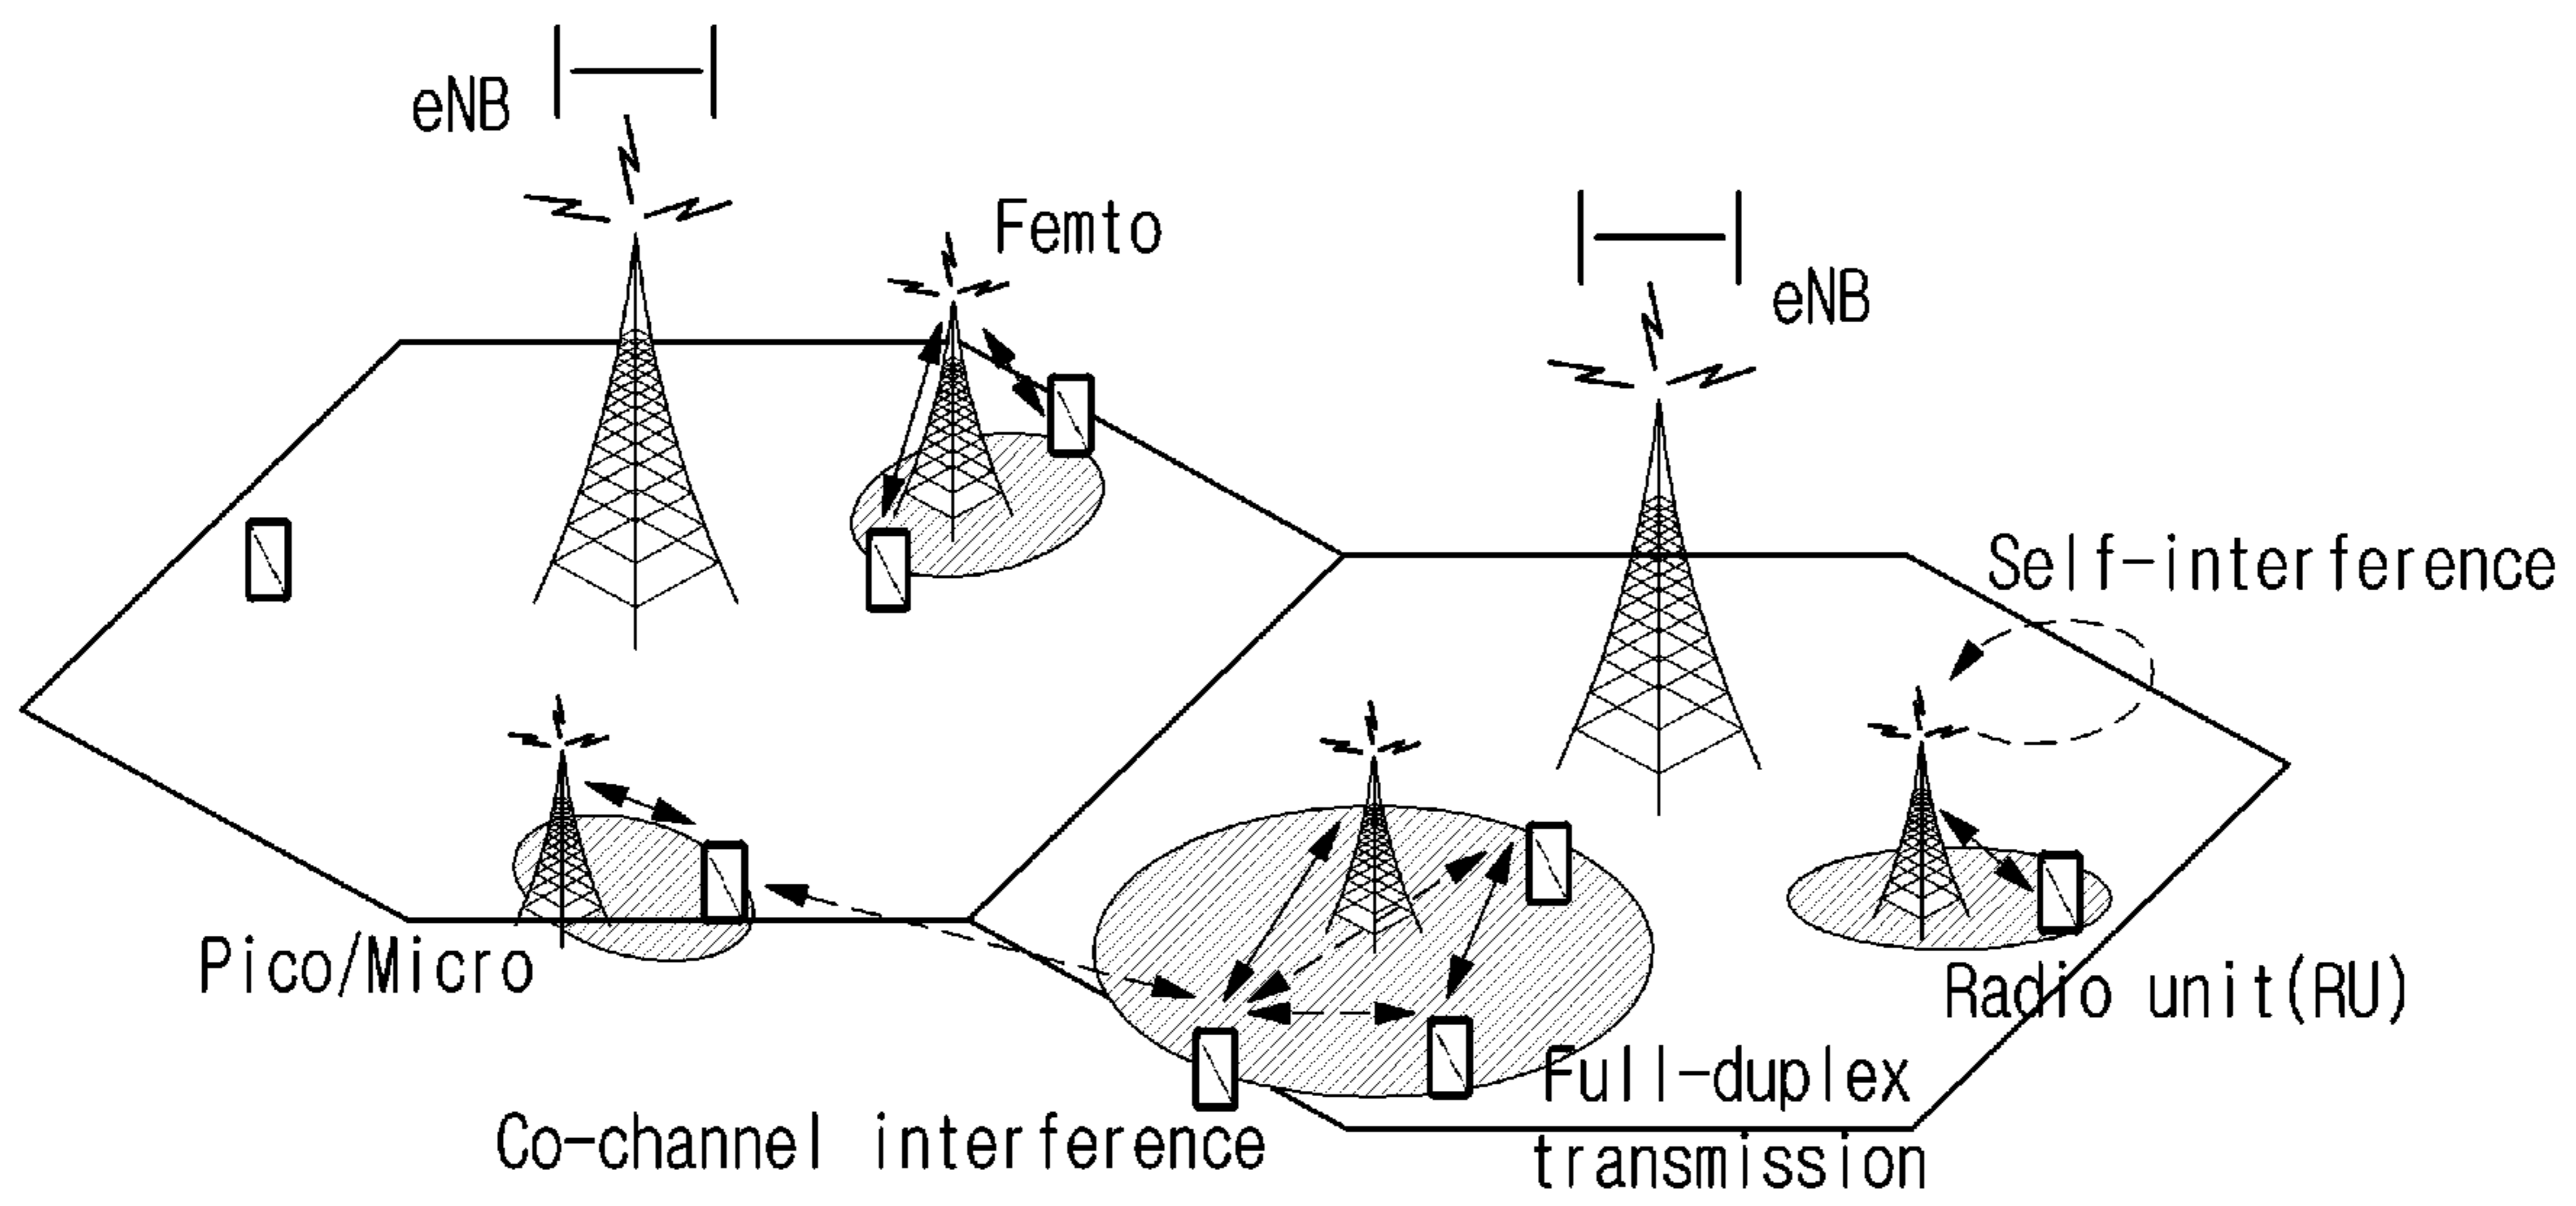 eNB
Femto
eNB
Self-interference
Pico/Micro
Radio unit(RU)
Full-duplex
transmission
Co-channel interference